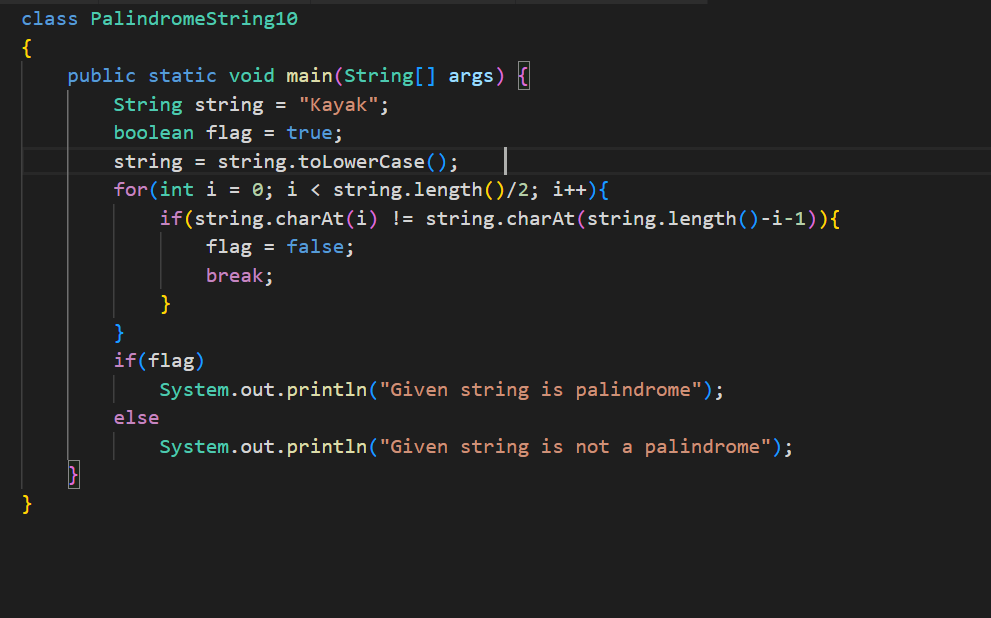 class PalindromeString10
{
    public static void main(String[] args) {
        String string = "Kayak";
        boolean flag = true;
        string = string.toLowerCase();
        for(int i = 0; i < string.length()/2; i++){
            if(string.charAt(i) != string.charAt(string.length()-i-1)){
                flag = false;
                break;
            }
        }
        if(flag)
            System.out.println("Given string is palindrome");
        else
            System.out.println("Given string is not a palindrome");
    }
}